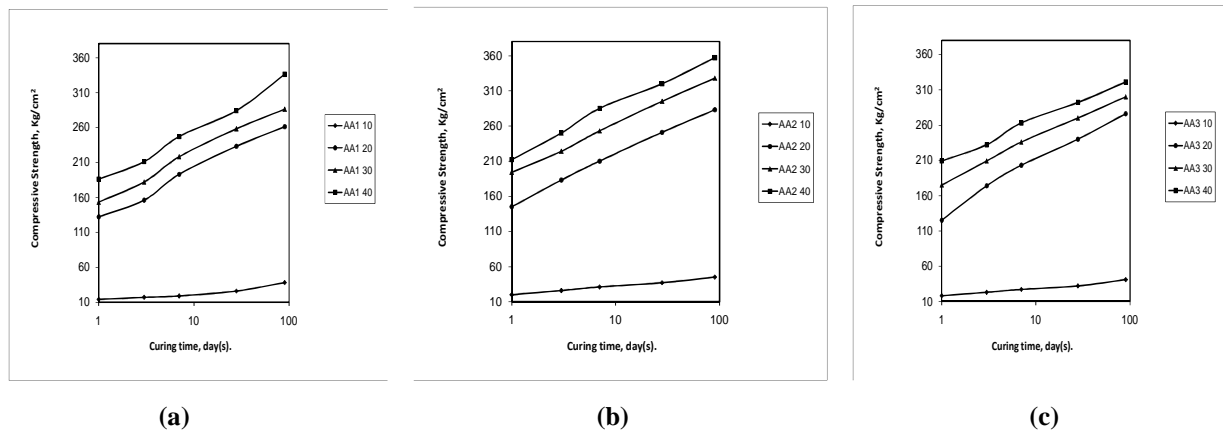 Compressive Strength, Kg/cm²
360
310
260
210
160
110
60
10
1
10
100
Curing time, day(s).
AA1 10
AA1 20
AA1 30
AA1 40
(a)
Compressive Strength, Kg/cm²
360
310
260
210
160
110
60
10
1
10
100
Curing time, day(s).
AA2 10
AA2 20
AA2 30
AA2 40
(b)
Compressive Strength, Kg/cm²
360
310
260
210
160
110
60
10
1
10
100
Curing time, day(s).
AA3 10
AA3 20
AA3 30
AA3 40
(c)